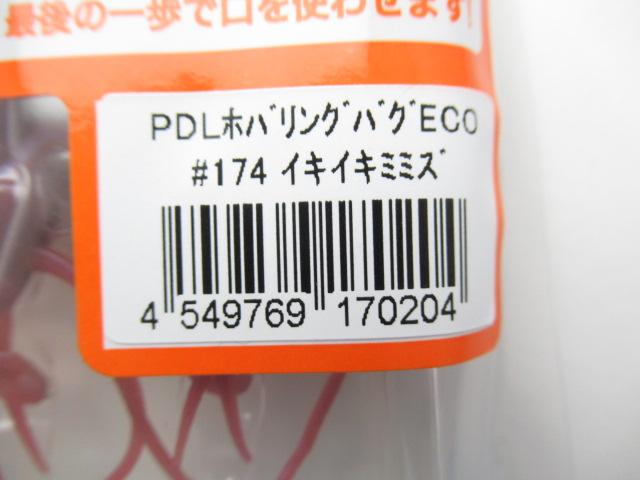 最後の一歩で口を使わせます!
PDLホバリングバグECO
#174 イキイキミミズ
4 549769 170204